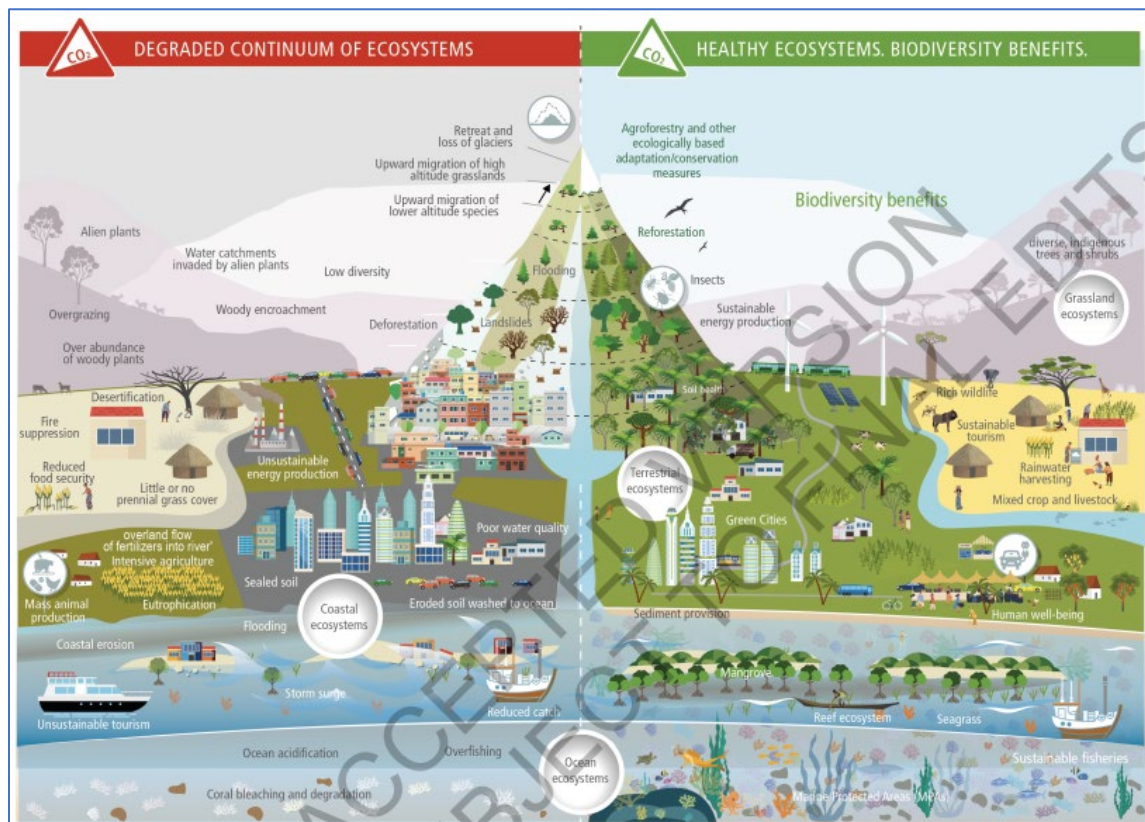 CO₂ DEGRADED CONTINUUM OF ECOSYSTEMS
CO₂ HEALTHY ECOSYSTEMS. BIODIVERSITY BENEFITS.
Retreat and
loss of glaciers
Upward migration of high
altitude grasslands
Upward migration of
lower altitude species
Alien plants
Water catchments
invaded by alien plants
Low diversity
Flooding
Overgrazing
Woody encroachment
Deforestation
Landslides
Over abundance
of woody plants
Desertification
Fire
suppression
Unsustainable
energy production
Reduced
food security
Little or no
prennial grass cover
Poor water quality
overland flow
of fertilizers into river'
Intensive agriculture
Mass animal
production
Eutrophication
Sealed soil
Eroded soil washed to ocean
Coastal
ecosystems
Flooding
Coastal erosion
Storm surge
Unsustainable tourism
Reduced catch
Ocean acidification
Overfishing
Ocean
ecosystems
Coral bleaching and degradation
Agroforestry and other
ecologically based
adaptation/conservation
measures
Biodiversity benefits
Reforestation
Insects
diverse, indigenous
trees and shrubs
Grassland
ecosystems
Sustainable
energy production
Soil health
Rich wildlife
Sustainable
tourism
Terrestrial
ecosystems
Rainwater
harvesting
Mixed crop and livestock
Green Cities
Sediment provision
Human well-being
Mangrove
Reef ecosystem
Seagrass
Sustainable fisheries
Marine Protected Areas (MPAs)
ACCEPTED VERSION
SUBJECT TO FINAL EDITS